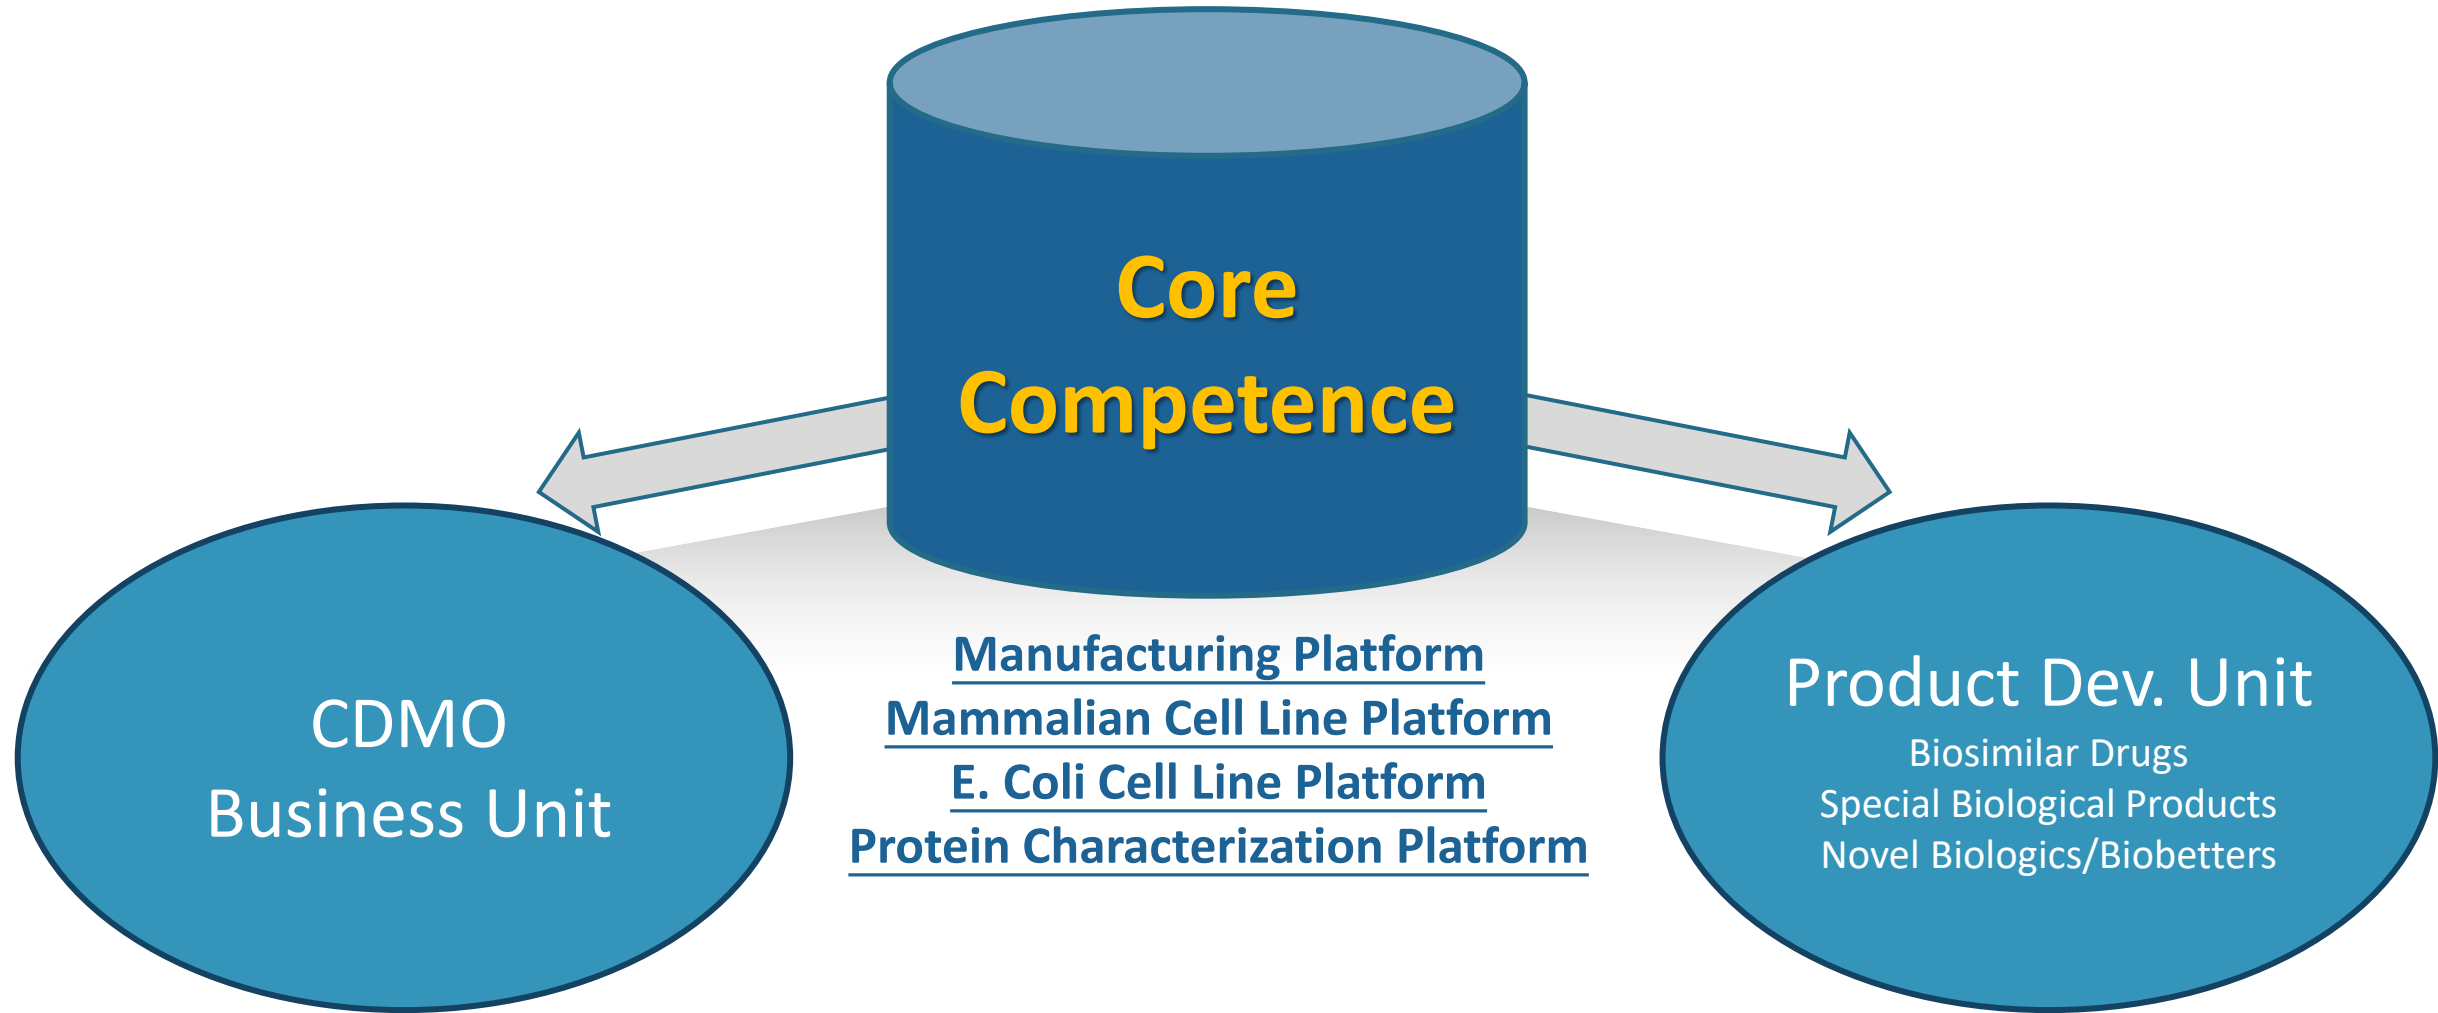 Core
Competence
Manufacturing Platform
Mammalian Cell Line Platform
E. Coli Cell Line Platform
Protein Characterization Platform
CDMO
Business Unit
Product Dev. Unit
Biosimilar Drugs
Special Biological Products
Novel Biologics/Biobetters